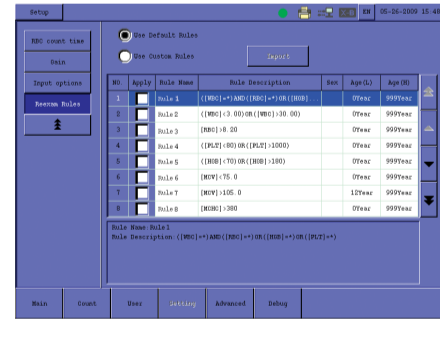 Setup
EN
05-26-2009 15:48
RBC count time
Gain
Input options
Reexam Rules
Use Default Rules
Use Custom Rules
Import
NO Apply Rule Name Rule Description Sex Age(L) Age(H)
1 Rule 1 ([WBC]=*)AND([RBC]=*)OR([HGB] 0Year 999Year
2 Rule 2 ([WBC]<3.00)OR([WBC]>30.00) 0Year 999Year
3 Rule 3 [RBC]>8.20 0Year 999Year
4 Rule 4 ([PLT]<80)OR([PLT]>1000) 0Year 999Year
5 Rule 5 ([HGB]<70)OR([HGB]>180) 0Year 999Year
6 Rule 6 [MCV]<75.0 0Year 999Year
7 Rule 7 [MCV]>105.0 12Year 999Year
8 Rule 8 [MCHC]>380 0Year 999Year
Rule Name:Rule1
Rule Description:([WBC]=*)AND([RBC]=*)OR([HGB]=*)OR([PLT]=*)
Main Count User Setting Advanced Debug